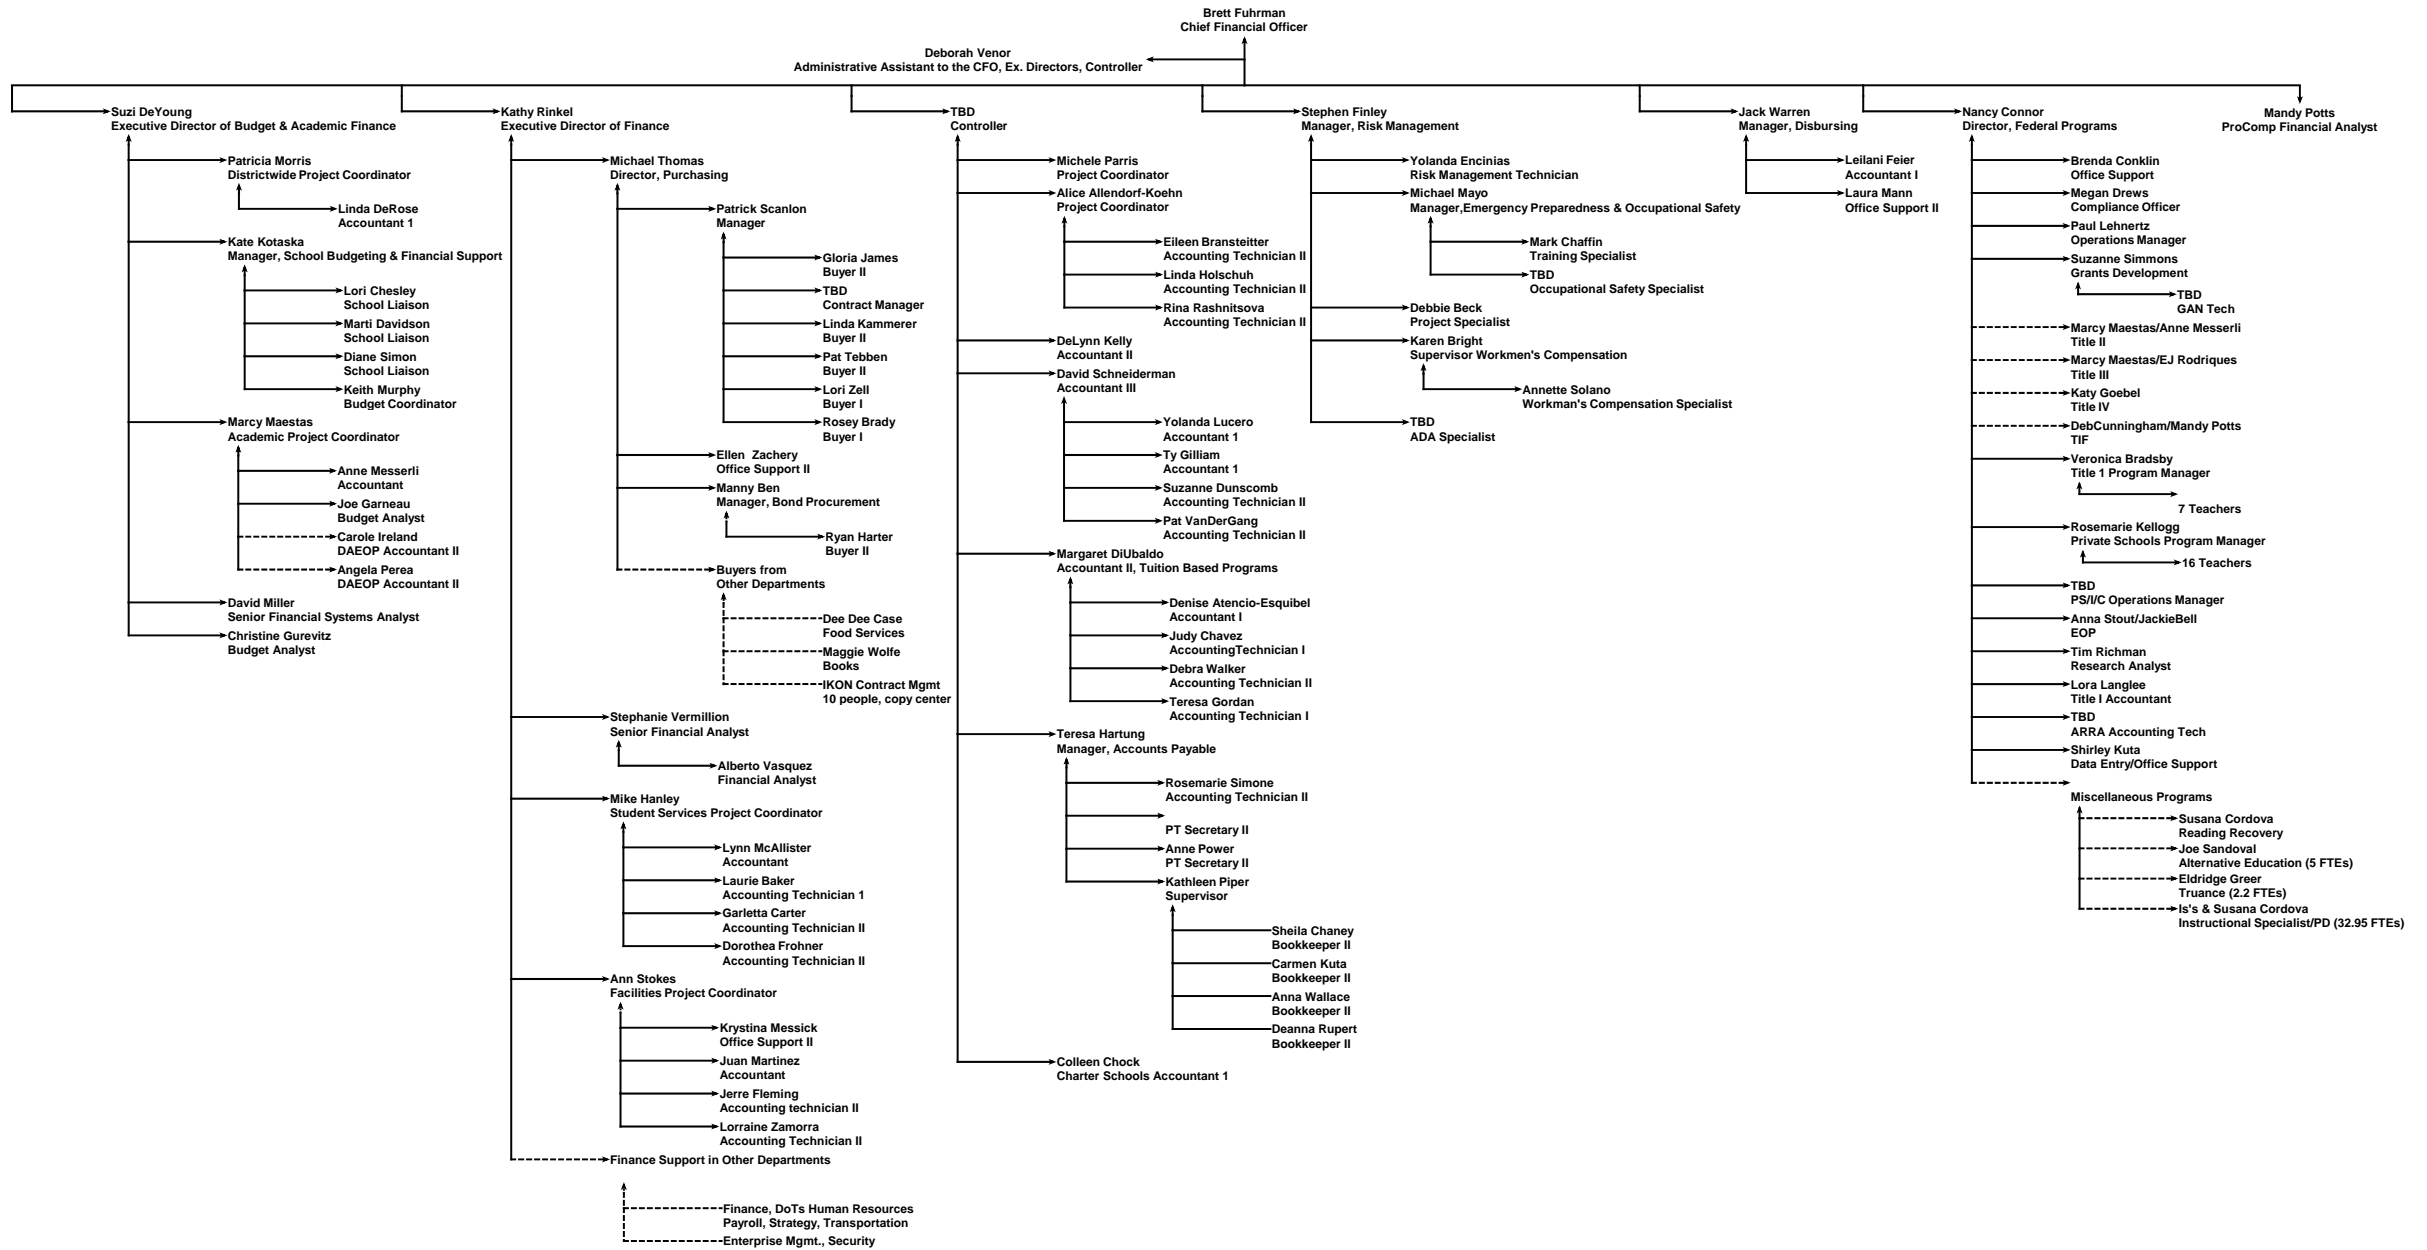 Brett Fuhrman
Chief Financial Officer
Deborah Venor
Administrative Assistant to the CFO, Ex. Directors, Controller
Suzi DeYoung
Executive Director of Budget & Academic Finance
Patricia Morris
Districtwide Project Coordinator
Linda DeRose
Accountant 1
Kate Kotaska
Manager, School Budgeting & Financial Support
Lori Chesley
School Liaison
Marti Davidson
School Liaison
Diane Simon
School Liaison
Keith Murphy
Budget Coordinator
Marcy Maestas
Academic Project Coordinator
Anne Messerli
Accountant
Joe Garneau
Budget Analyst
Carole Ireland
DAEOP Accountant II
Angela Perea
DAEOP Accountant II
David Miller
Senior Financial Systems Analyst
Christine Gurevitz
Budget Analyst
Kathy Rinkel
Executive Director of Finance
Michael Thomas
Director, Purchasing
Patrick Scanlon
Manager
Gloria James
Buyer II
TBD
Contract Manager
Linda Kammerer
Buyer II
Pat Tebben
Buyer II
Lori Zell
Buyer I
Rosey Brady
Buyer I
Ellen  Zachery
Office Support II
Manny Ben
Manager, Bond Procurement
Ryan Harter
Buyer II
Buyers from
Other Departments
Dee Dee Case
Food Services
Maggie Wolfe
Books
IKON Contract Mgmt
10 people, copy center
Stephanie Vermillion
Senior Financial Analyst
Alberto Vasquez
Financial Analyst
Mike Hanley
Student Services Project Coordinator
Lynn McAllister
Accountant
Laurie Baker
Accounting Technician 1
Garletta Carter
Accounting Technician II
Dorothea Frohner
Accounting Technician II
Ann Stokes
Facilities Project Coordinator
Krystina Messick
Office Support II
Juan Martinez
Accountant
Jerre Fleming
Accounting technician II
Lorraine Zamorra
Accounting Technician II
Finance Support in Other Departments
Finance, DoTs Human Resources
Payroll, Strategy, Transportation
Enterprise Mgmt., Security
TBD
Controller
Michele Parris
Project Coordinator
Alice Allendorf-Koehn
Project Coordinator
Eileen Bransteitter
Accounting Technician II
Linda Holschuh
Accounting Technician II
Rina Rashnitsova
Accounting Technician II
DeLynn Kelly
Accountant II
David Schneiderman
Accountant III
Yolanda Lucero
Accountant 1
Ty Gilliam
Accountant 1
Suzanne Dunscomb
Accounting Technician II
Pat VanDerGang
Accounting Technician II
Margaret DiUbaldo
Accountant II, Tuition Based Programs
Denise Atencio-Esquibel
Accountant I
Judy Chavez
AccountingTechnician I
Debra Walker
Accounting Technician II
Teresa Gordan
Accounting Technician I
Teresa Hartung
Manager, Accounts Payable
Rosemarie Simone
Accounting Technician II
PT Secretary II
Anne Power
PT Secretary II
Kathleen Piper
Supervisor
Sheila Chaney
Bookkeeper II
Carmen Kuta
Bookkeeper II
Anna Wallace
Bookkeeper II
Deanna Rupert
Bookkeeper II
Colleen Chock
Charter Schools Accountant 1
Stephen Finley
Manager, Risk Management
Yolanda Encinias
Risk Management Technician
Michael Mayo
Manager,Emergency Preparedness & Occupational Safety
Mark Chaffin
Training Specialist
TBD
Occupational Safety Specialist
Debbie Beck
Project Specialist
Karen Bright
Supervisor Workmen's Compensation
Annette Solano
Workman's Compensation Specialist
TBD
ADA Specialist
Jack Warren
Manager, Disbursing
Leilani Feier
Accountant I
Laura Mann
Office Support II
Nancy Connor
Director, Federal Programs
Brenda Conklin
Office Support
Megan Drews
Compliance Officer
Paul Lehnertz
Operations Manager
Suzanne Simmons
Grants Development
TBD
GAN Tech
Marcy Maestas/Anne Messerli
Title II
Marcy Maestas/EJ Rodriques
Title III
Katy Goebel
Title IV
DebCunningham/Mandy Potts
TIF
Veronica Bradsby
Title 1 Program Manager
7 Teachers
Rosemarie Kellogg
Private Schools Program Manager
16 Teachers
TBD
PS/I/C Operations Manager
Anna Stout/JackieBell
EOP
Tim Richman
Research Analyst
Lora Langlee
Title I Accountant
TBD
ARRA Accounting Tech
Shirley Kuta
Data Entry/Office Support
Miscellaneous Programs
Susana Cordova
Reading Recovery
Joe Sandoval
Alternative Education (5 FTEs)
Eldridge Greer
Truance (2.2 FTEs)
Is's & Susana Cordova
Instructional Specialist/PD (32.95 FTEs)
Mandy Potts
ProComp Financial Analyst